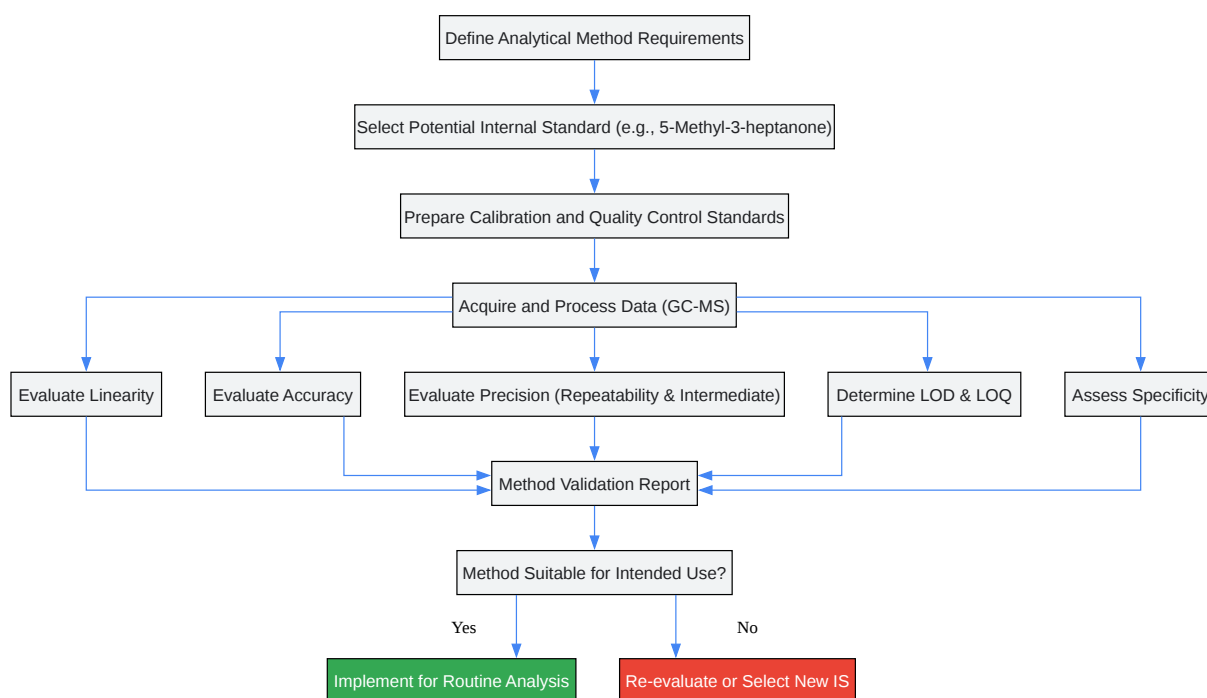 Define Analytical Method Requirements
Select Potential Internal Standard (e.g., 5-Methyl-3-heptanone)
Prepare Calibration and Quality Control Standards
Acquire and Process Data (GC-MS)
Evaluate Linearity
Evaluate Accuracy
Evaluate Precision (Repeatability & Intermediate)
Determine LOD & LOQ
Assess Specificity
Method Validation Report
Method Suitable for Intended Use?
Yes
No
Implement for Routine Analysis
Re-evaluate or Select New IS